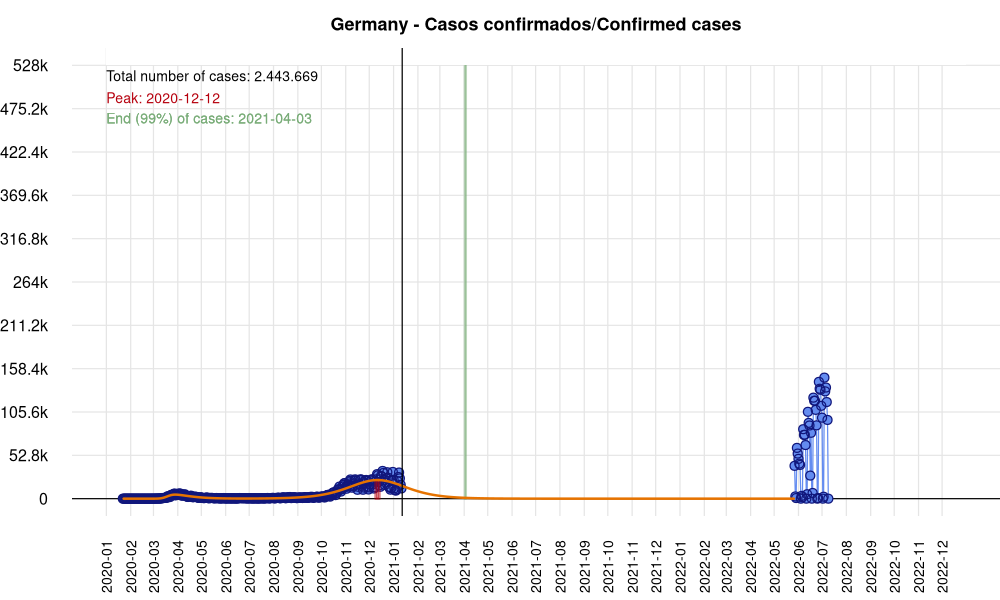 Germany - Casos confirmados/Confirmed cases
Total number of cases: 2.443.669
Peak: 2020-12-12
End (99%) of cases: 2021-04-03
528k
475.2k
422.4k
369.6k
316.8k
264k
211.2k
158.4k
105.6k
52.8k
0
2020-01
2020-02
2020-03
2020-04
2020-05
2020-06
2020-07
2020-08
2020-09
2020-10
2020-11
2020-12
2021-01
2021-03
2021-04
2021-05
2021-06
2021-07
2021-08
2021-09
2021-10
2021-11
2021-12
2022-01
2022-02
2022-03
2022-04
2022-05
2022-06
2022-07
2022-08
2022-09
2022-10
2022-11
2022-12